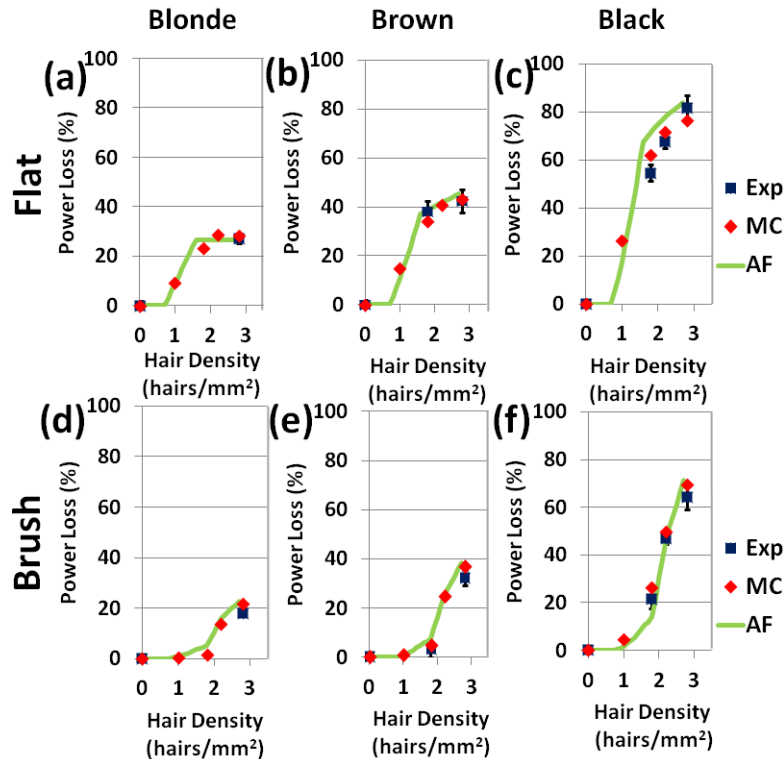 Blonde
Brown
Black
Flat
(a)
Power Loss (%)
100
80
60
40
20
0
0 1 2 3
Hair Density
(hairs/mm²)
(b)
Power Loss (%)
100
80
60
40
20
0
0 1 2 3
Hair Density
(hairs/mm²)
(c)
Power Loss (%)
100
80
60
40
20
0
0 1 2 3
Hair Density
(hairs/mm²)
Exp
MC
AF
Brush
(d)
Power Loss (%)
100
80
60
40
20
0
0 1 2 3
Hair Density
(hairs/mm²)
(e)
Power Loss (%)
100
80
60
40
20
0
0 1 2 3
Hair Density
(hairs/mm²)
(f)
Power Loss (%)
100
80
60
40
20
0
0 1 2 3
Hair Density
(hairs/mm²)
Exp
MC
AF